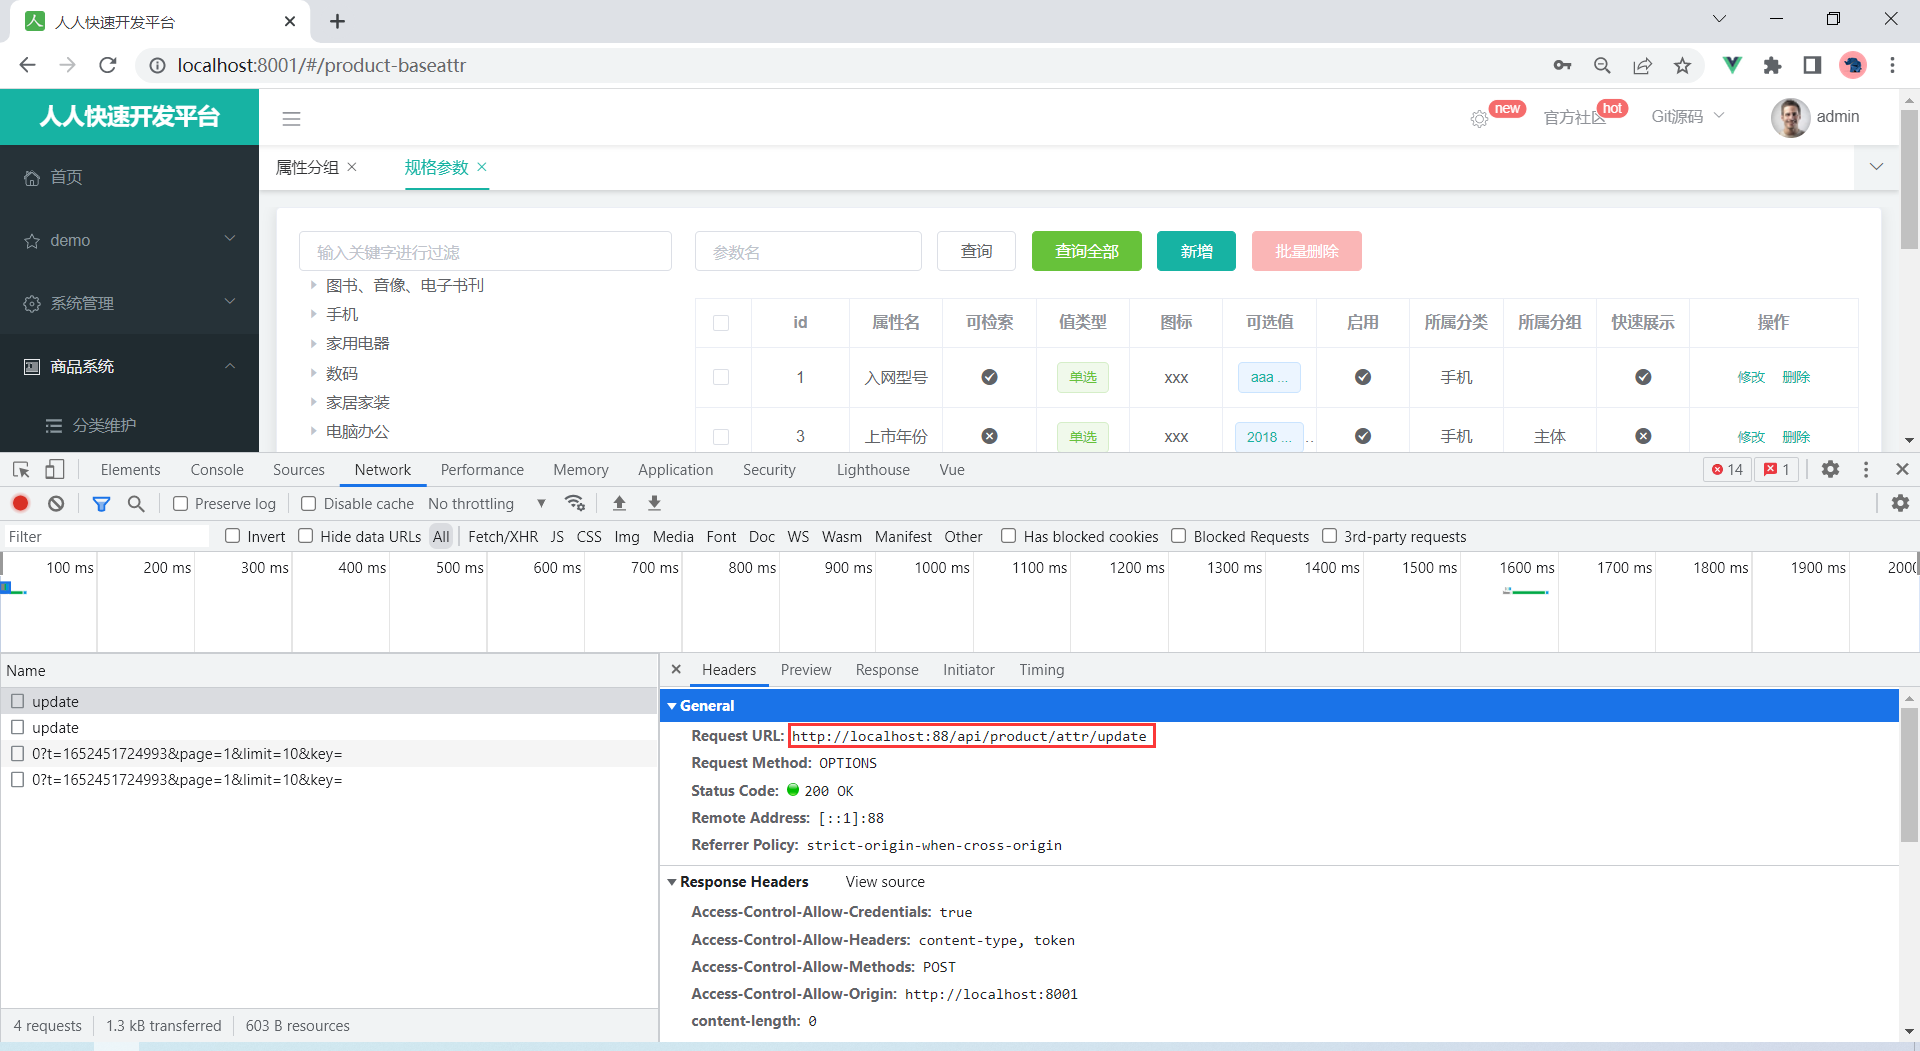 人人快速开发平台
localhost:8001/#/product-baseattr
人人快速开发平台
new
官方社区
hot
Git源码
admin
首页
demo
系统管理
商品系统
分类维护
属性分组
规格参数
输入关键字进行过滤
图书、音像、电子书刊
手机
家用电器
数码
家居家装
电脑办公
参数名 查询 查询全部 新增 批量删除
id 属性名 可检索 值类型 图标 可选值 启用 所属分类 所属分组 快速展示 操作
1 入网型号 单选 xxx aaa ... 手机 修改 删除
3 上市年份 单选 xxx 2018 ... .. 手机 主体 修改 删除
Elements Console Sources Network Performance Memory Application Security Lighthouse Vue 14 1
Preserve log Disable cache No throttling
Filter Invert Hide data URLs All Fetch/XHR JS CSS Img Media Font Doc WS Wasm Manifest Other Has blocked cookies Blocked Requests 3rd-party requests
100 ms 200 ms 300 ms 400 ms 500 ms 600 ms 700 ms 800 ms 900 ms 1000 ms 1100 ms 1200 ms 1300 ms 1400 ms 1500 ms 1600 ms 1700 ms 1800 ms 1900 ms 2000
Name
update
update
0?t=1652451724993&page=1&limit=10&key=
0?t=1652451724993&page=1&limit=10&key=
4 requests 1.3 kB transferred 603 B resources
Headers Preview Response Initiator Timing
General
Request URL: http://localhost:88/api/product/attr/update
Request Method: OPTIONS
Status Code: 200 OK
Remote Address: [::1]:88
Referrer Policy: strict-origin-when-cross-origin
Response Headers View source
Access-Control-Allow-Credentials: true
Access-Control-Allow-Headers: content-type, token
Access-Control-Allow-Methods: POST
Access-Control-Allow-Origin: http://localhost:8001
content-length: 0